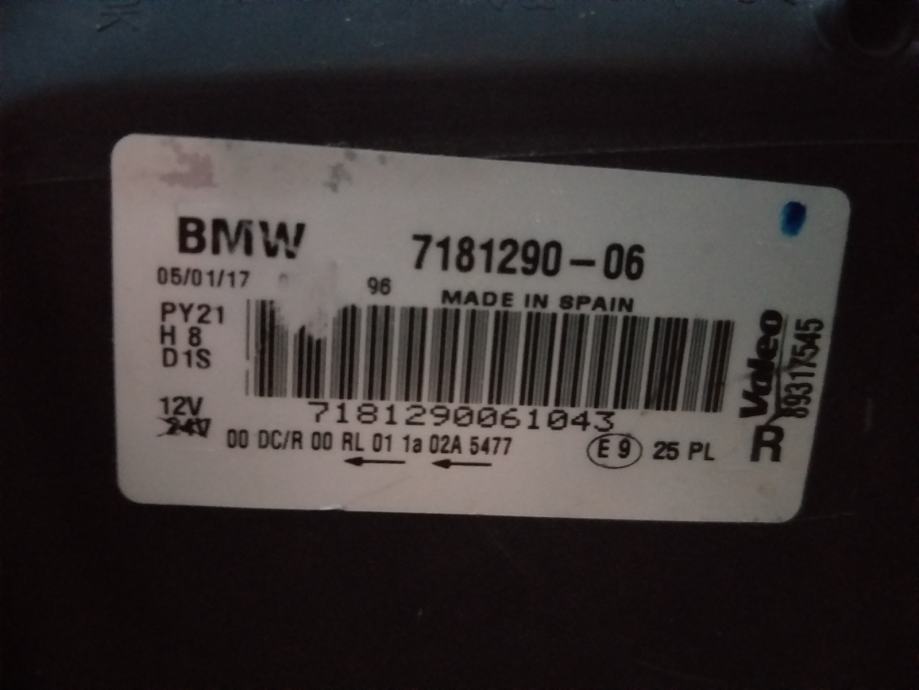 BMW 7181290-06
05/01/17 96 MADE IN SPAIN
PY21
H 8
D1S
7181290061043
12V
24V
00 DC/R 00 RL 01 1a 02A 5477 E9 25 PL
Valeo
R 89317545